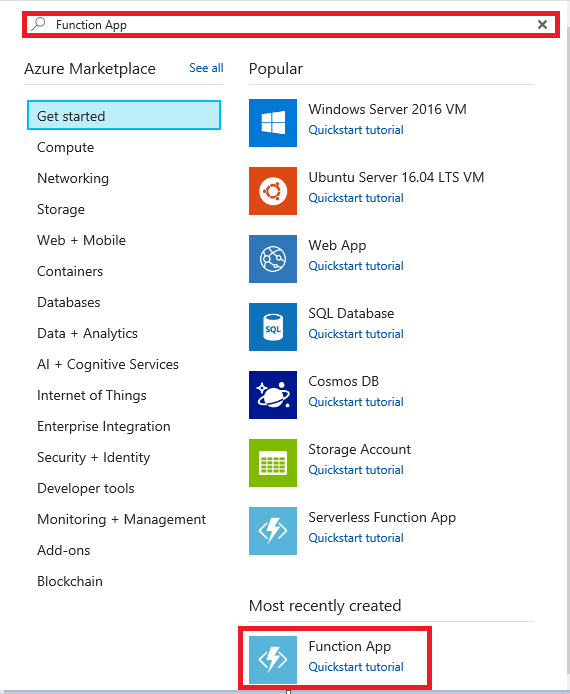 Function App
Azure Marketplace
See all
Get started
Compute
Networking
Storage
Web + Mobile
Containers
Databases
Data + Analytics
AI + Cognitive Services
Internet of Things
Enterprise Integration
Security + Identity
Developer tools
Monitoring + Management
Add-ons
Blockchain
Popular
Windows Server 2016 VM
Quickstart tutorial
Ubuntu Server 16.04 LTS VM
Quickstart tutorial
Web App
Quickstart tutorial
SQL
SQL Database
Quickstart tutorial
Cosmos DB
Quickstart tutorial
Storage Account
Quickstart tutorial
Serverless Function App
Quickstart tutorial
Most recently created
Function App
Quickstart tutorial